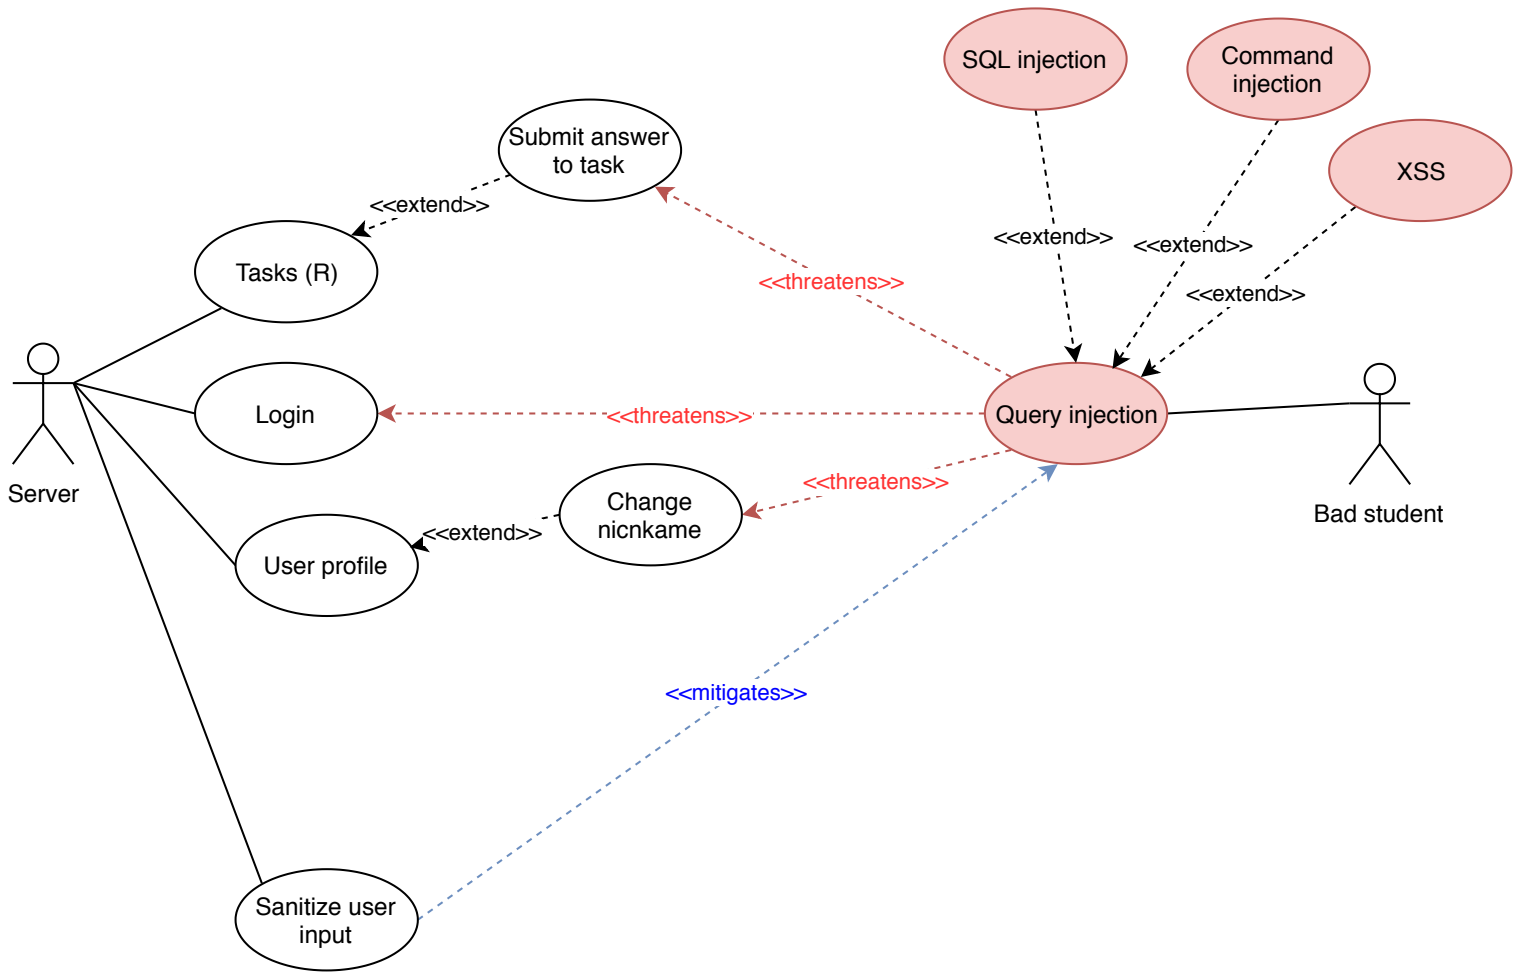 SQL injection
Command
injection
Submit answer
to task
XSS
<<extend>>
<<extend>>
<<extend>>
<<extend>>
Tasks (R)
<<threatens>>
Login
<<threatens>>
Query injection
Server
<<threatens>>
Change
nicnkame
Bad student
<<extend>>
User profile
<<mitigates>>
Sanitize user
input